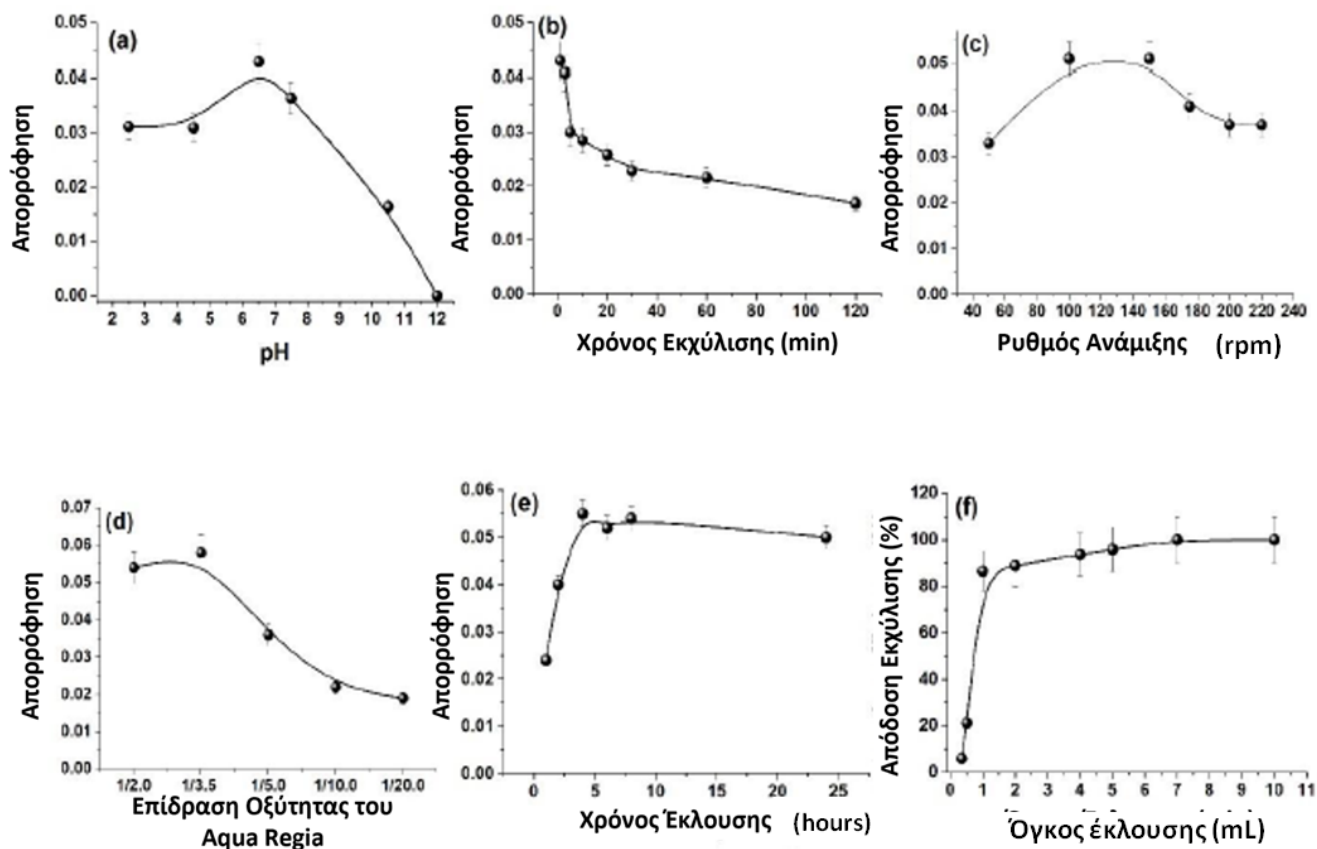 (a)
Απορρόφηση
0.05
0.04
0.03
0.02
0.01
0.00
2 3 4 5 6 7 8 9 10 11 12
pH
(b)
Απορρόφηση
0.05
0.04
0.03
0.02
0.01
0.00
0 20 40 60 80 100 120
Χρόνος Εκχύλισης (min)
(c)
Απορρόφηση
0.05
0.04
0.03
0.02
0.01
0.00
40 60 80 100 120 140 160 180 200 220 240
Ρυθμός Ανάμιξης (rpm)
(d)
Απορρόφηση
0.07
0.06
0.05
0.04
0.03
0.02
0.01
0.00
1/2.0 1/3.5 1/5.0 1/10.0 1/20.0
Επίδραση Οξύτητας του
Aqua Regia
(e)
Απορρόφηση
0.06
0.05
0.04
0.03
0.02
0.01
0.00
0 5 10 15 20 25
Χρόνος Έκλουσης (hours)
(f)
Απόδοση Εκχύλισης (%)
120
100
80
60
40
20
0
0 1 2 3 4 5 6 7 8 9 10 11
Όγκος έκλουσης (mL)